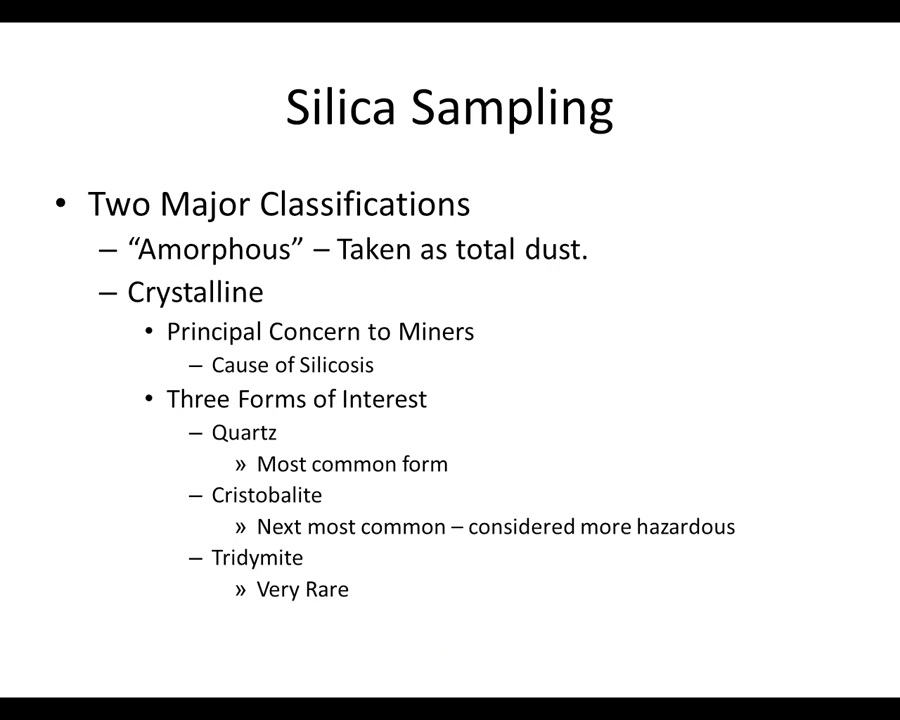 Silica Sampling
• Two Major Classifications
– “Amorphous” – Taken as total dust.
– Crystalline
• Principal Concern to Miners
– Cause of Silicosis
• Three Forms of Interest
– Quartz
» Most common form
– Cristobalite
» Next most common – considered more hazardous
– Tridymite
» Very Rare